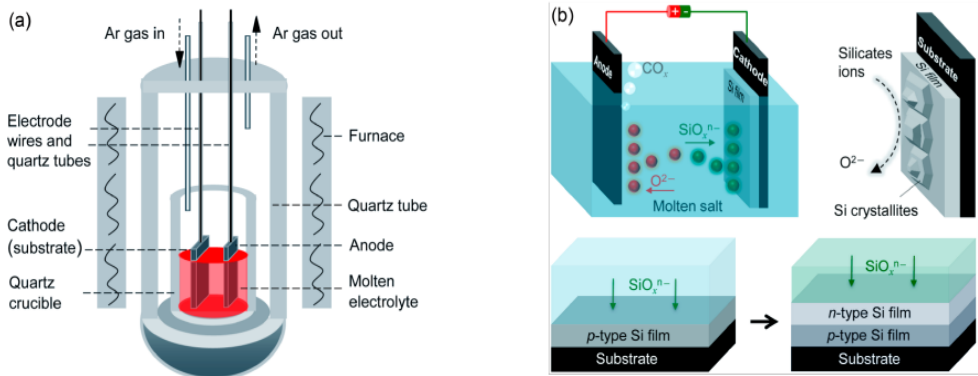 (a)
Ar gas in
Ar gas out
Electrode
wires and
quartz tubes
Cathode
(substrate)
Quartz
crucible
Furnace
Quartz tube
Anode
Molten
electrolyte
(b)
+ -
Anode
COₓ
Cathode
Si film
SiOₓⁿ⁻
O²⁻
Molten salt
Silicates
ions
O²⁻
Substrate
Si film
Si crystallites
SiOₓⁿ⁻
p-type Si film
Substrate
SiOₓⁿ⁻
n-type Si film
p-type Si film
Substrate